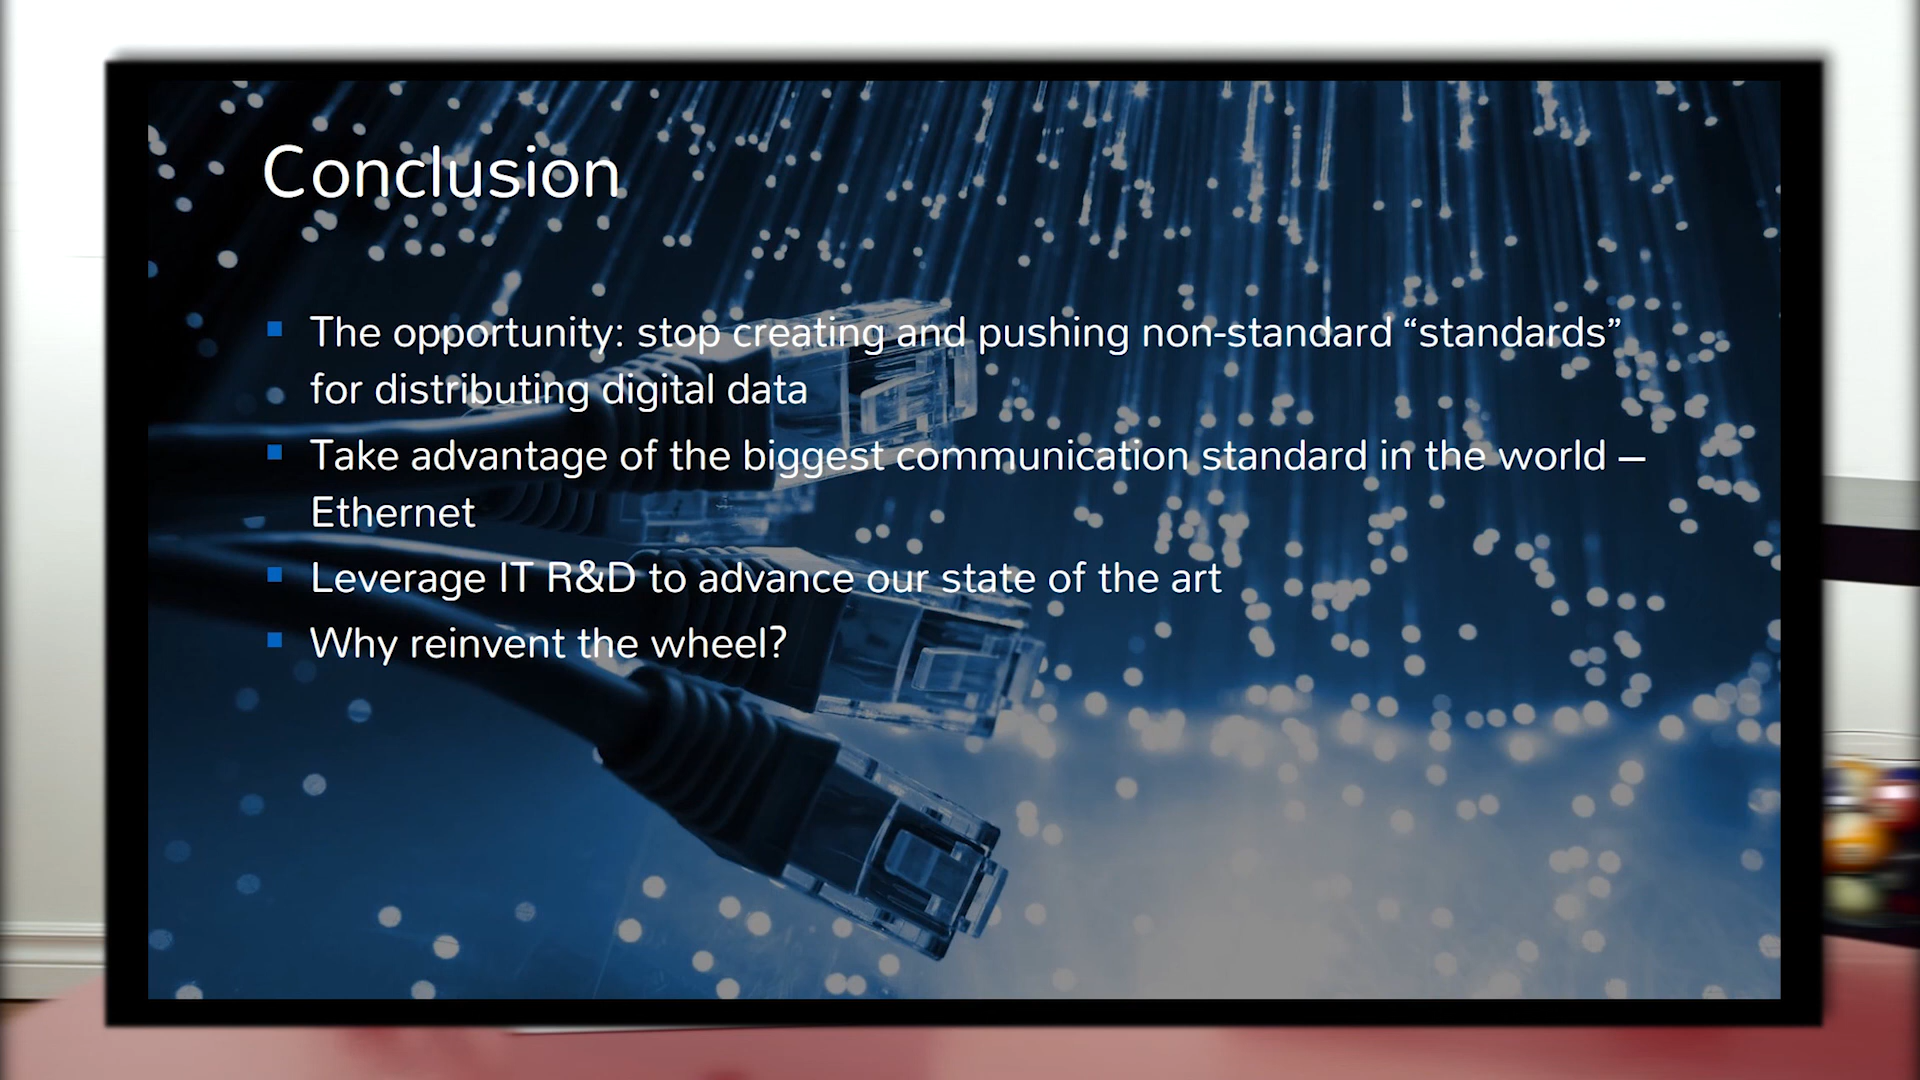 Conclusion
The opportunity: stop creating and pushing non-standard “standards”
for distributing digital data
Take advantage of the biggest communication standard in the world –
Ethernet
Leverage IT R&D to advance our state of the art
Why reinvent the wheel?